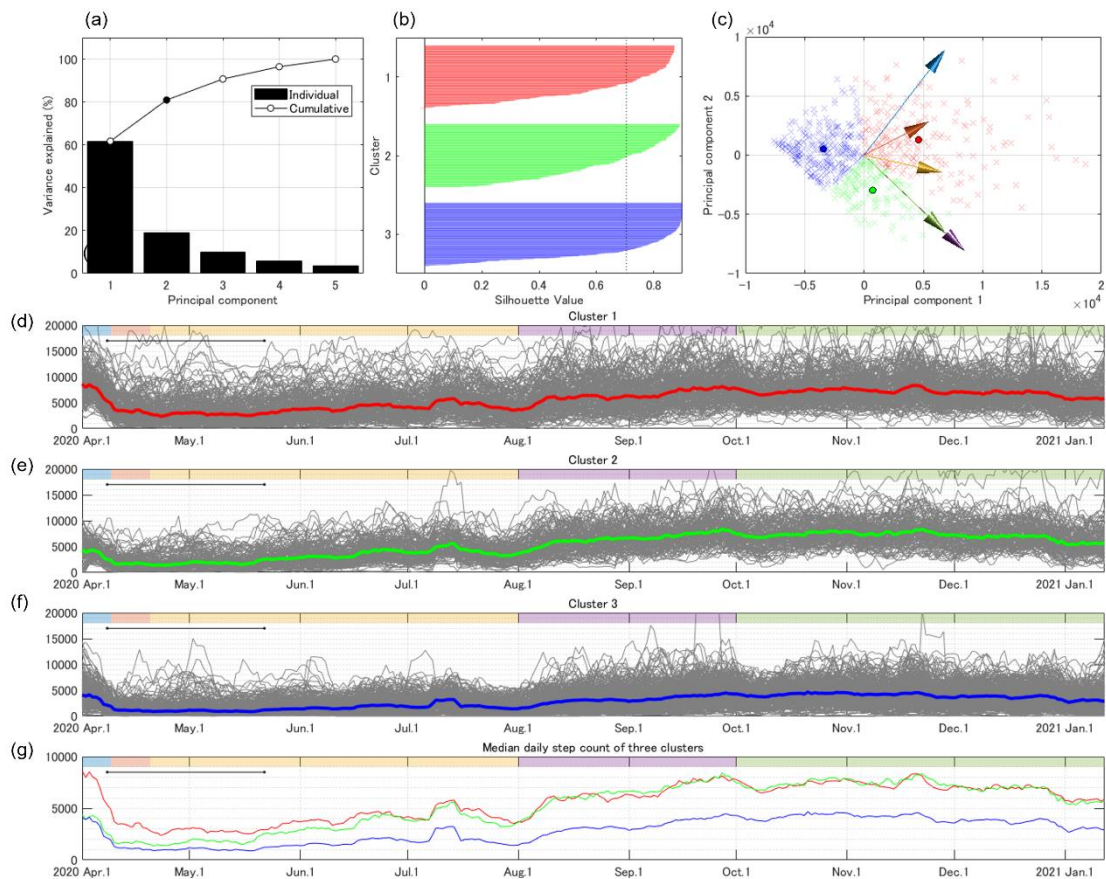 (a)
100
80
60
40
20
0
Variance explained (%)
Individual
Cumulative
1 2 3 4 5
Principal component
(b)
Cluster
1
2
3
0 0.2 0.4 0.6 0.8
Silhouette Value
(c)
×10⁴
1
0.5
0
-0.5
-1
Principal component 2
-1 -0.5 0 0.5 1 1.5 2
Principal component 1
×10⁴
(d)
Cluster 1
20000
15000
10000
5000
0
2020 Apr.1 May.1 Jun.1 Jul.1 Aug.1 Sep.1 Oct.1 Nov.1 Dec.1 2021 Jan.1
(e)
Cluster 2
20000
15000
10000
5000
0
2020 Apr.1 May.1 Jun.1 Jul.1 Aug.1 Sep.1 Oct.1 Nov.1 Dec.1 2021 Jan.1
(f)
Cluster 3
20000
15000
10000
5000
0
2020 Apr.1 May.1 Jun.1 Jul.1 Aug.1 Sep.1 Oct.1 Nov.1 Dec.1 2021 Jan.1
(g)
Median daily step count of three clusters
10000
5000
0
2020 Apr.1 May.1 Jun.1 Jul.1 Aug.1 Sep.1 Oct.1 Nov.1 Dec.1 2021 Jan.1